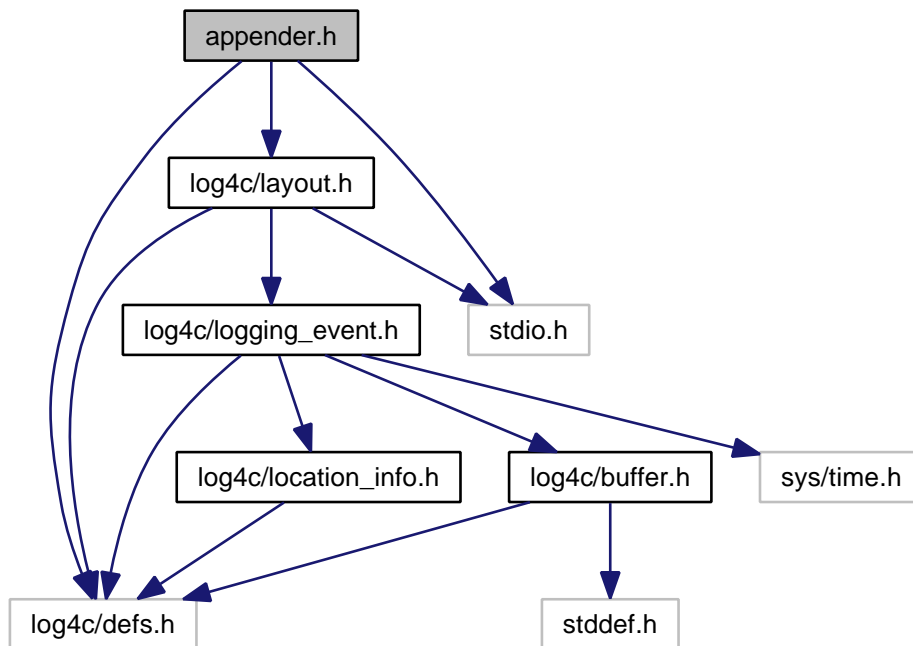 appender.h
log4c/layout.h
log4c/logging_event.h
stdio.h
log4c/location_info.h
log4c/buffer.h
sys/time.h
log4c/defs.h
stddef.h